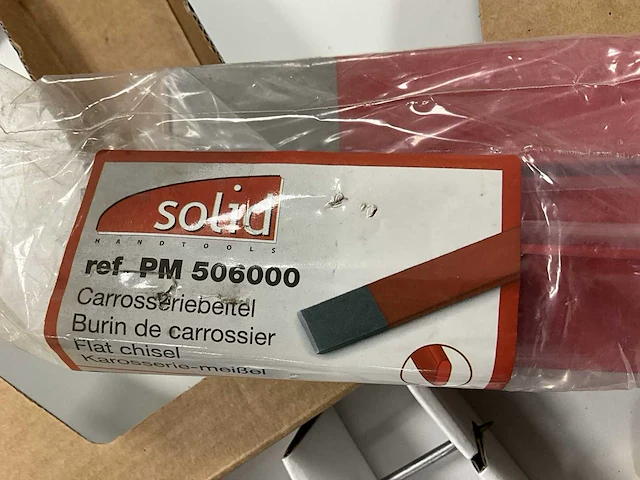 solid
HANDTOOLS
ref. PM 506000
Carrosseriebeitel
Burin de carrossier
Flat chisel
Karosserie-meißel